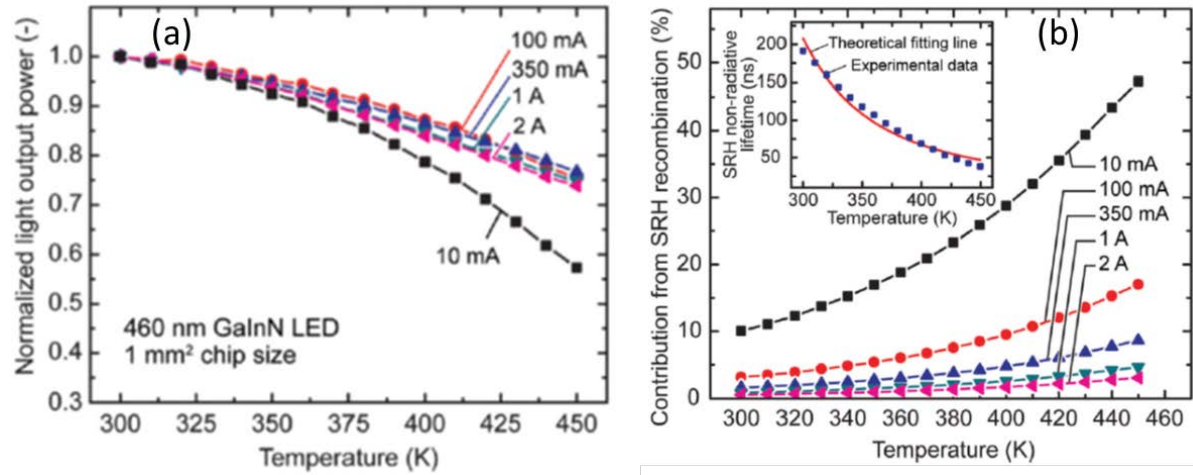 (a)
Normalized light output power (-)
1.0
0.9
0.8
0.7
0.6
0.5
0.4
0.3
100 mA
350 mA
1 A
2 A
10 mA
460 nm GaInN LED
1 mm² chip size
300 325 350 375 400 425 450
Temperature (K)
(b)
Contribution from SRH recombination (%)
50
40
30
20
10
0
SRH non-radiative
lifetime (ns)
200
150
100
50
Theoretical fitting line
Experimental data
300 350 400 450
Temperature (K)
10 mA
100 mA
350 mA
1 A
2 A
300 320 340 360 380 400 420 440 460
Temperature (K)